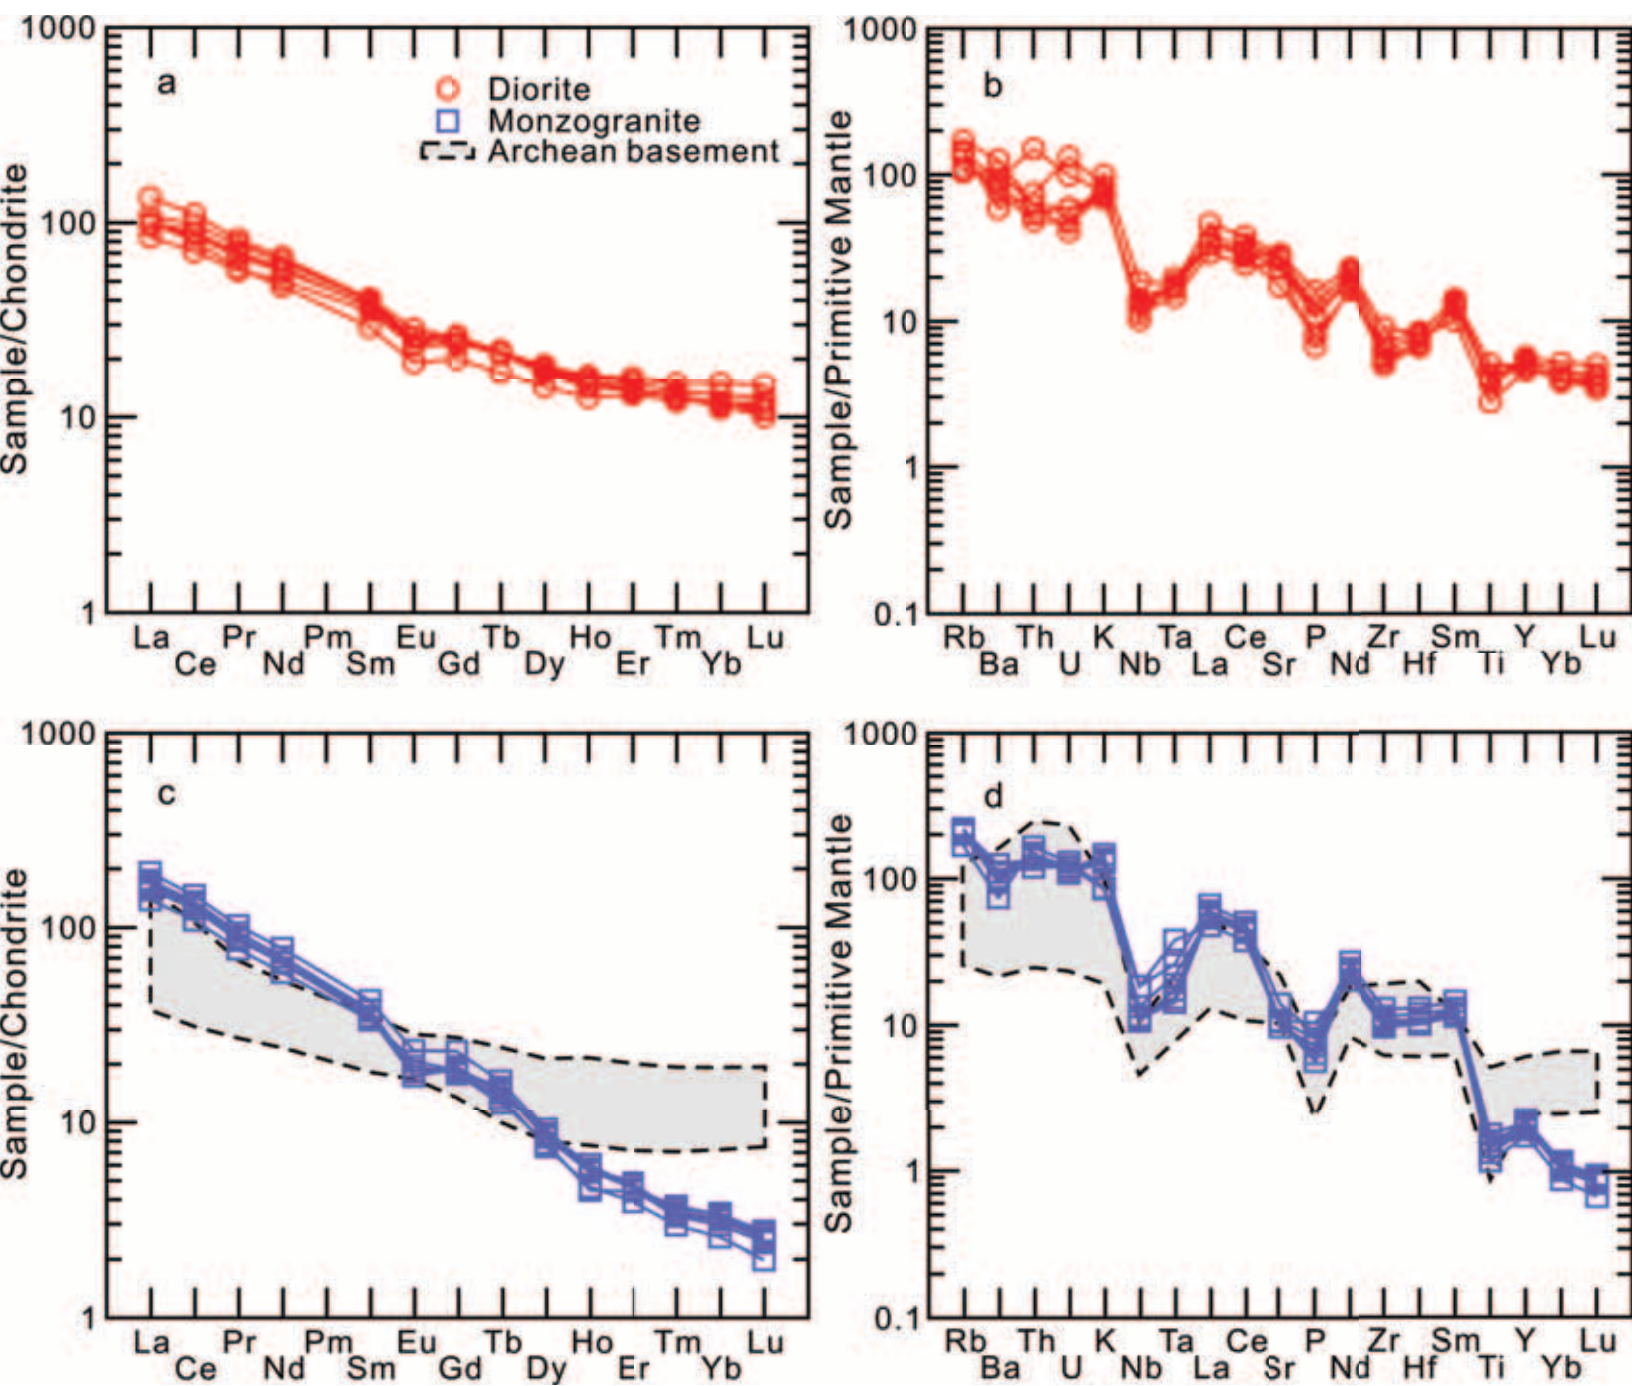 1000
100
10
1
Sample/Chondrite
a
Diorite
Monzogranite
Archean basement
La Pr Pm Eu Tb Ho Tm Lu
Ce Nd Sm Gd Dy Er Yb
1000
100
10
1
0.1
Sample/Primitive Mantle
b
Rb Th K Ta Ce P Zr Sm Y Lu
Ba U Nb La Sr Nd Hf Ti Yb
1000
100
10
1
Sample/Chondrite
c
La Pr Pm Eu Tb Ho Tm Lu
Ce Nd Sm Gd Dy Er Yb
1000
100
10
1
0.1
Sample/Primitive Mantle
d
Rb Th K Ta Ce P Zr Sm Y Lu
Ba U Nb La Sr Nd Hf Ti Yb